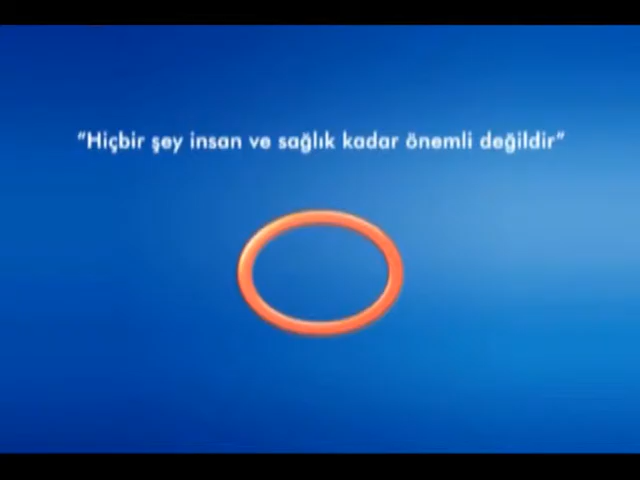 “Hiçbir şey insan ve sağlık kadar önemli değildir”